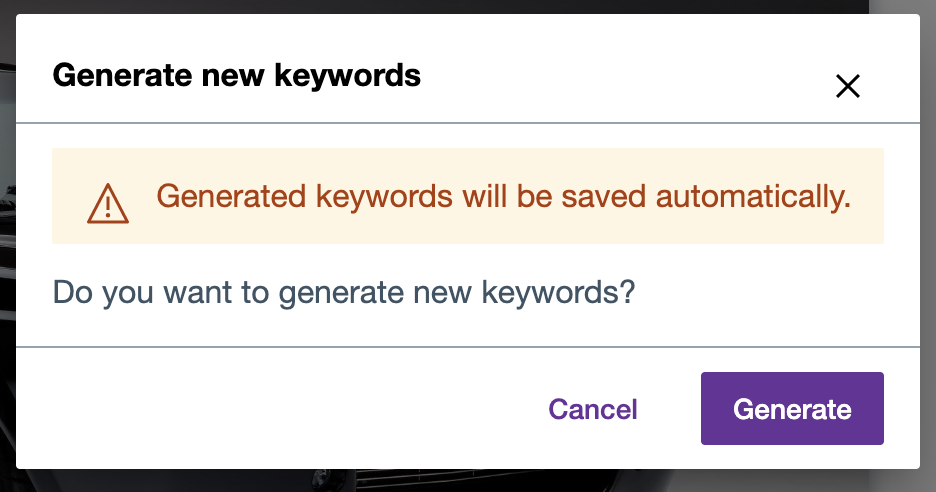 Generate new keywords
Generated keywords will be saved automatically.
Do you want to generate new keywords?
Cancel
Generate